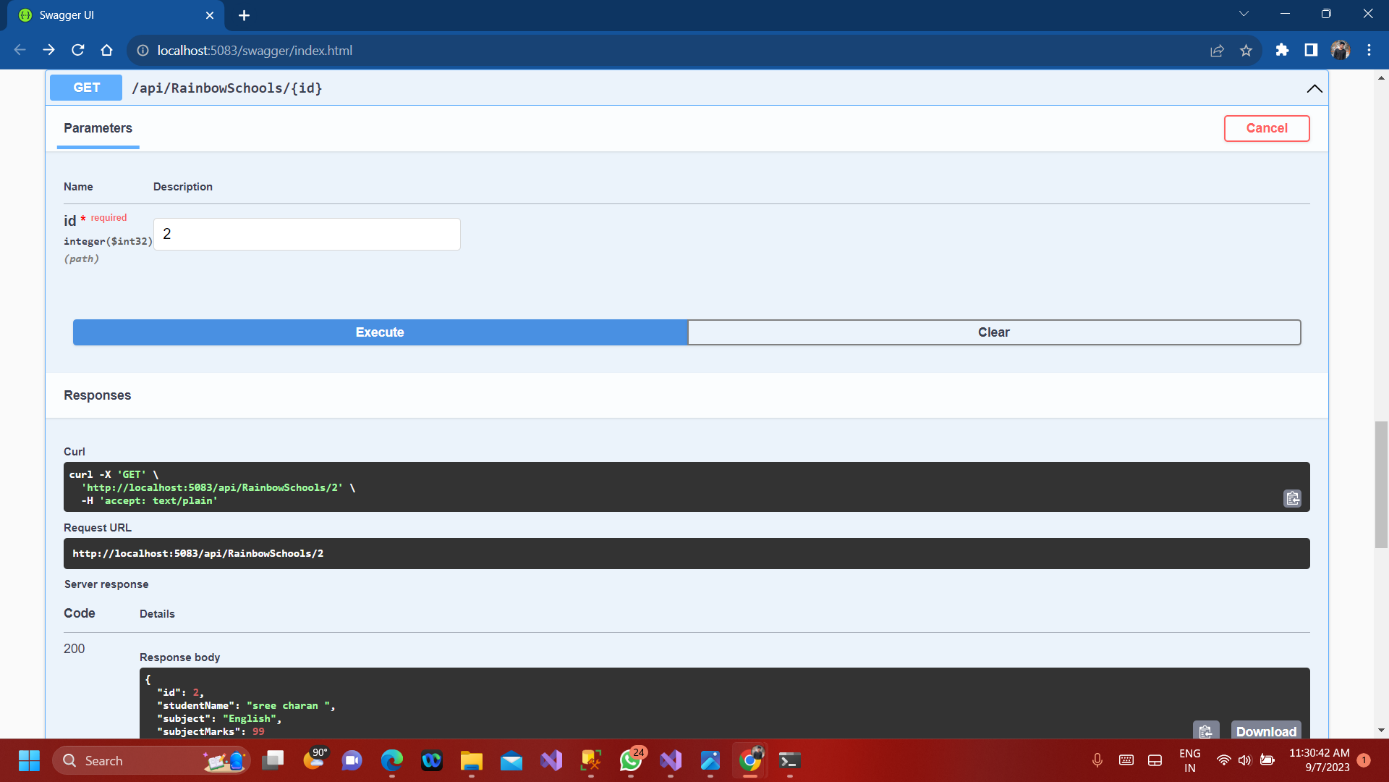 Swagger UI
localhost:5083/swagger/index.html
GET /api/RainbowSchools/{id}
Parameters
Cancel
Name Description
id * required
integer($int32)
(path)
2
Execute Clear
Responses
Curl
curl -X 'GET' \
'http://localhost:5083/api/RainbowSchools/2' \
-H 'accept: text/plain'
Request URL
http://localhost:5083/api/RainbowSchools/2
Server response
Code Details
200
Response body
{
"id": 2,
"studentName": "sree charan ",
"subject": "English",
"subjectMarks": 99
Download
Search
90°
24
ENG
IN
11:30:42 AM
9/7/2023
1